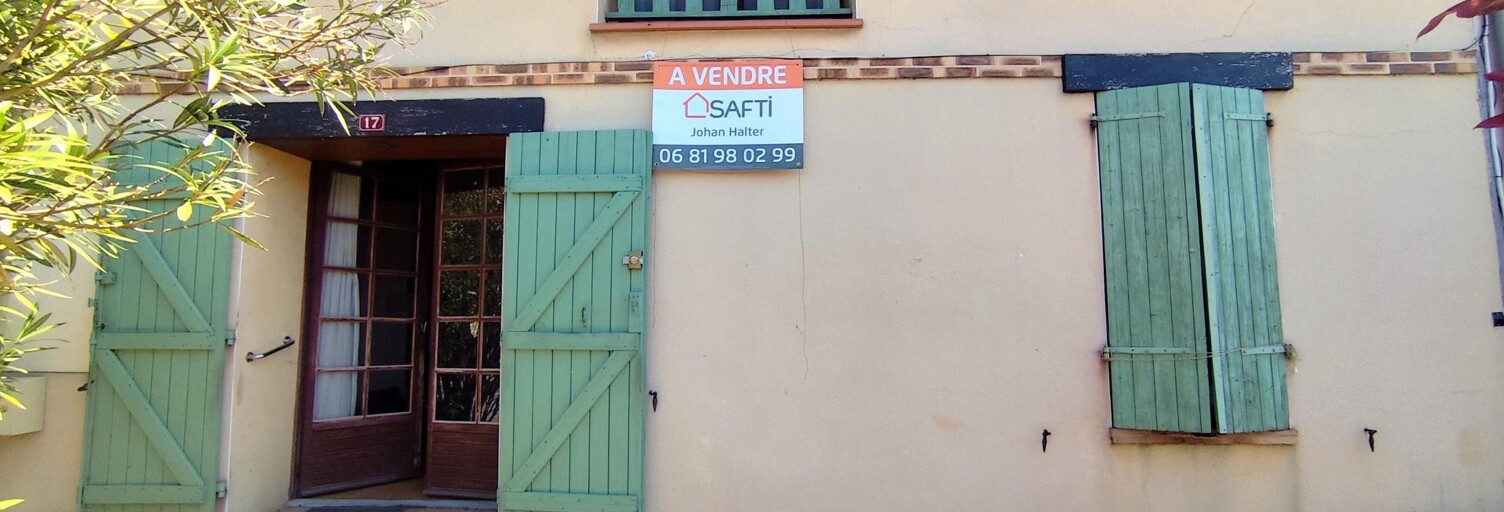 A VENDRE
SAFTi
Johan Halter
06 81 98 02 99
17